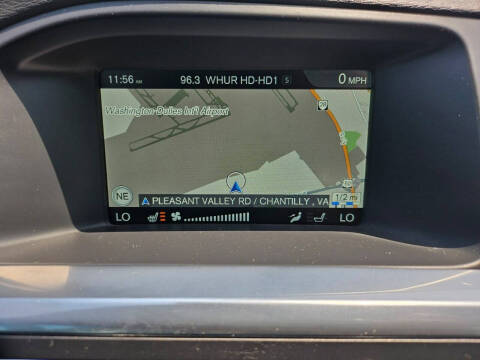 11:56 AM 96.3 WHUR HD-HD1 S 0 MPH
Washington-Dulles Int'l Airport
NE
1/2 mi
PLEASANT VALLEY RD / CHANTILLY, VA
LO LO